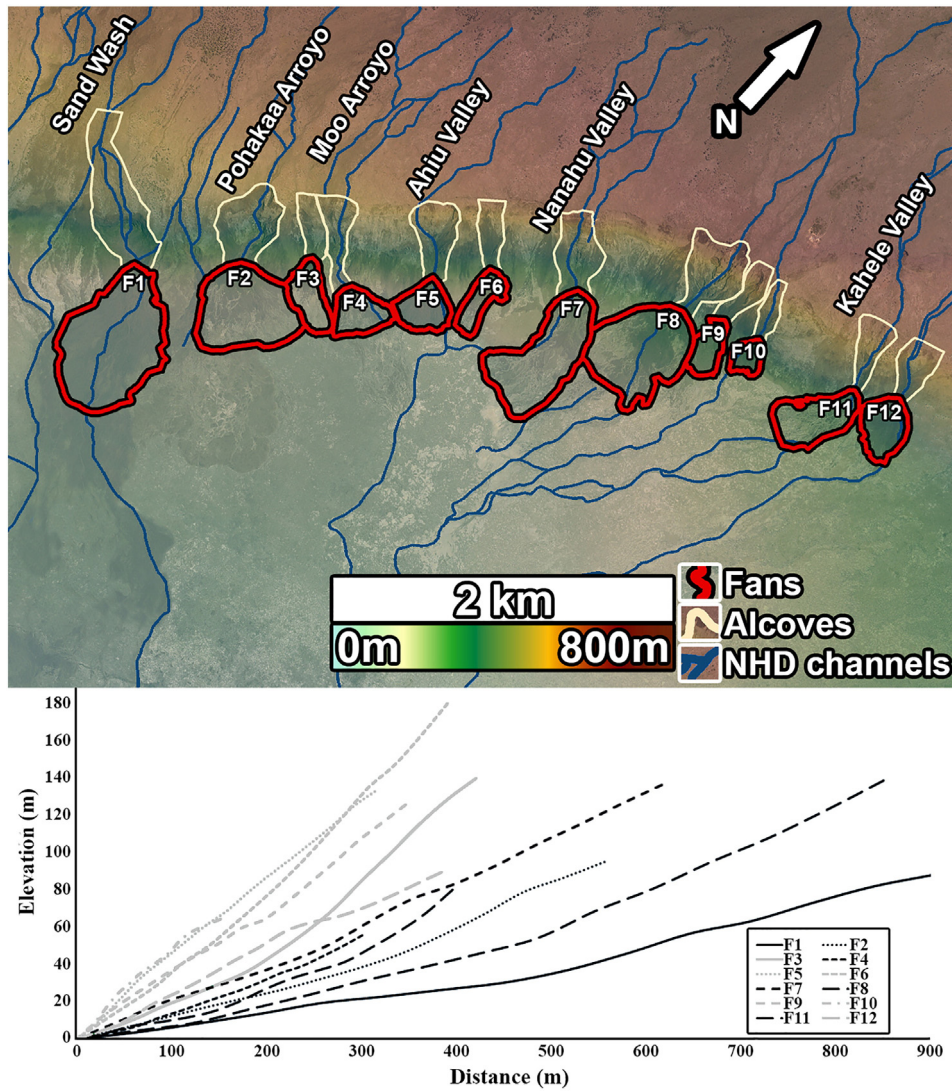 Sand Wash
Pohakaa Arroyo
Moo Arroyo
Ahiu Valley
Nanahu Valley
Kahele Valley
N
F1
F2
F3
F4
F5
F6
F7
F8
F9
F10
F11
F12
2 km
0m 800m
Fans
Alcoves
NHD channels
180
160
140
120
100
80
60
40
20
0
Elevation (m)
0 100 200 300 400 500 600 700 800 900
Distance (m)
F1 F2
F3 F4
F5 F6
F7 F8
F9 F10
F11 F12